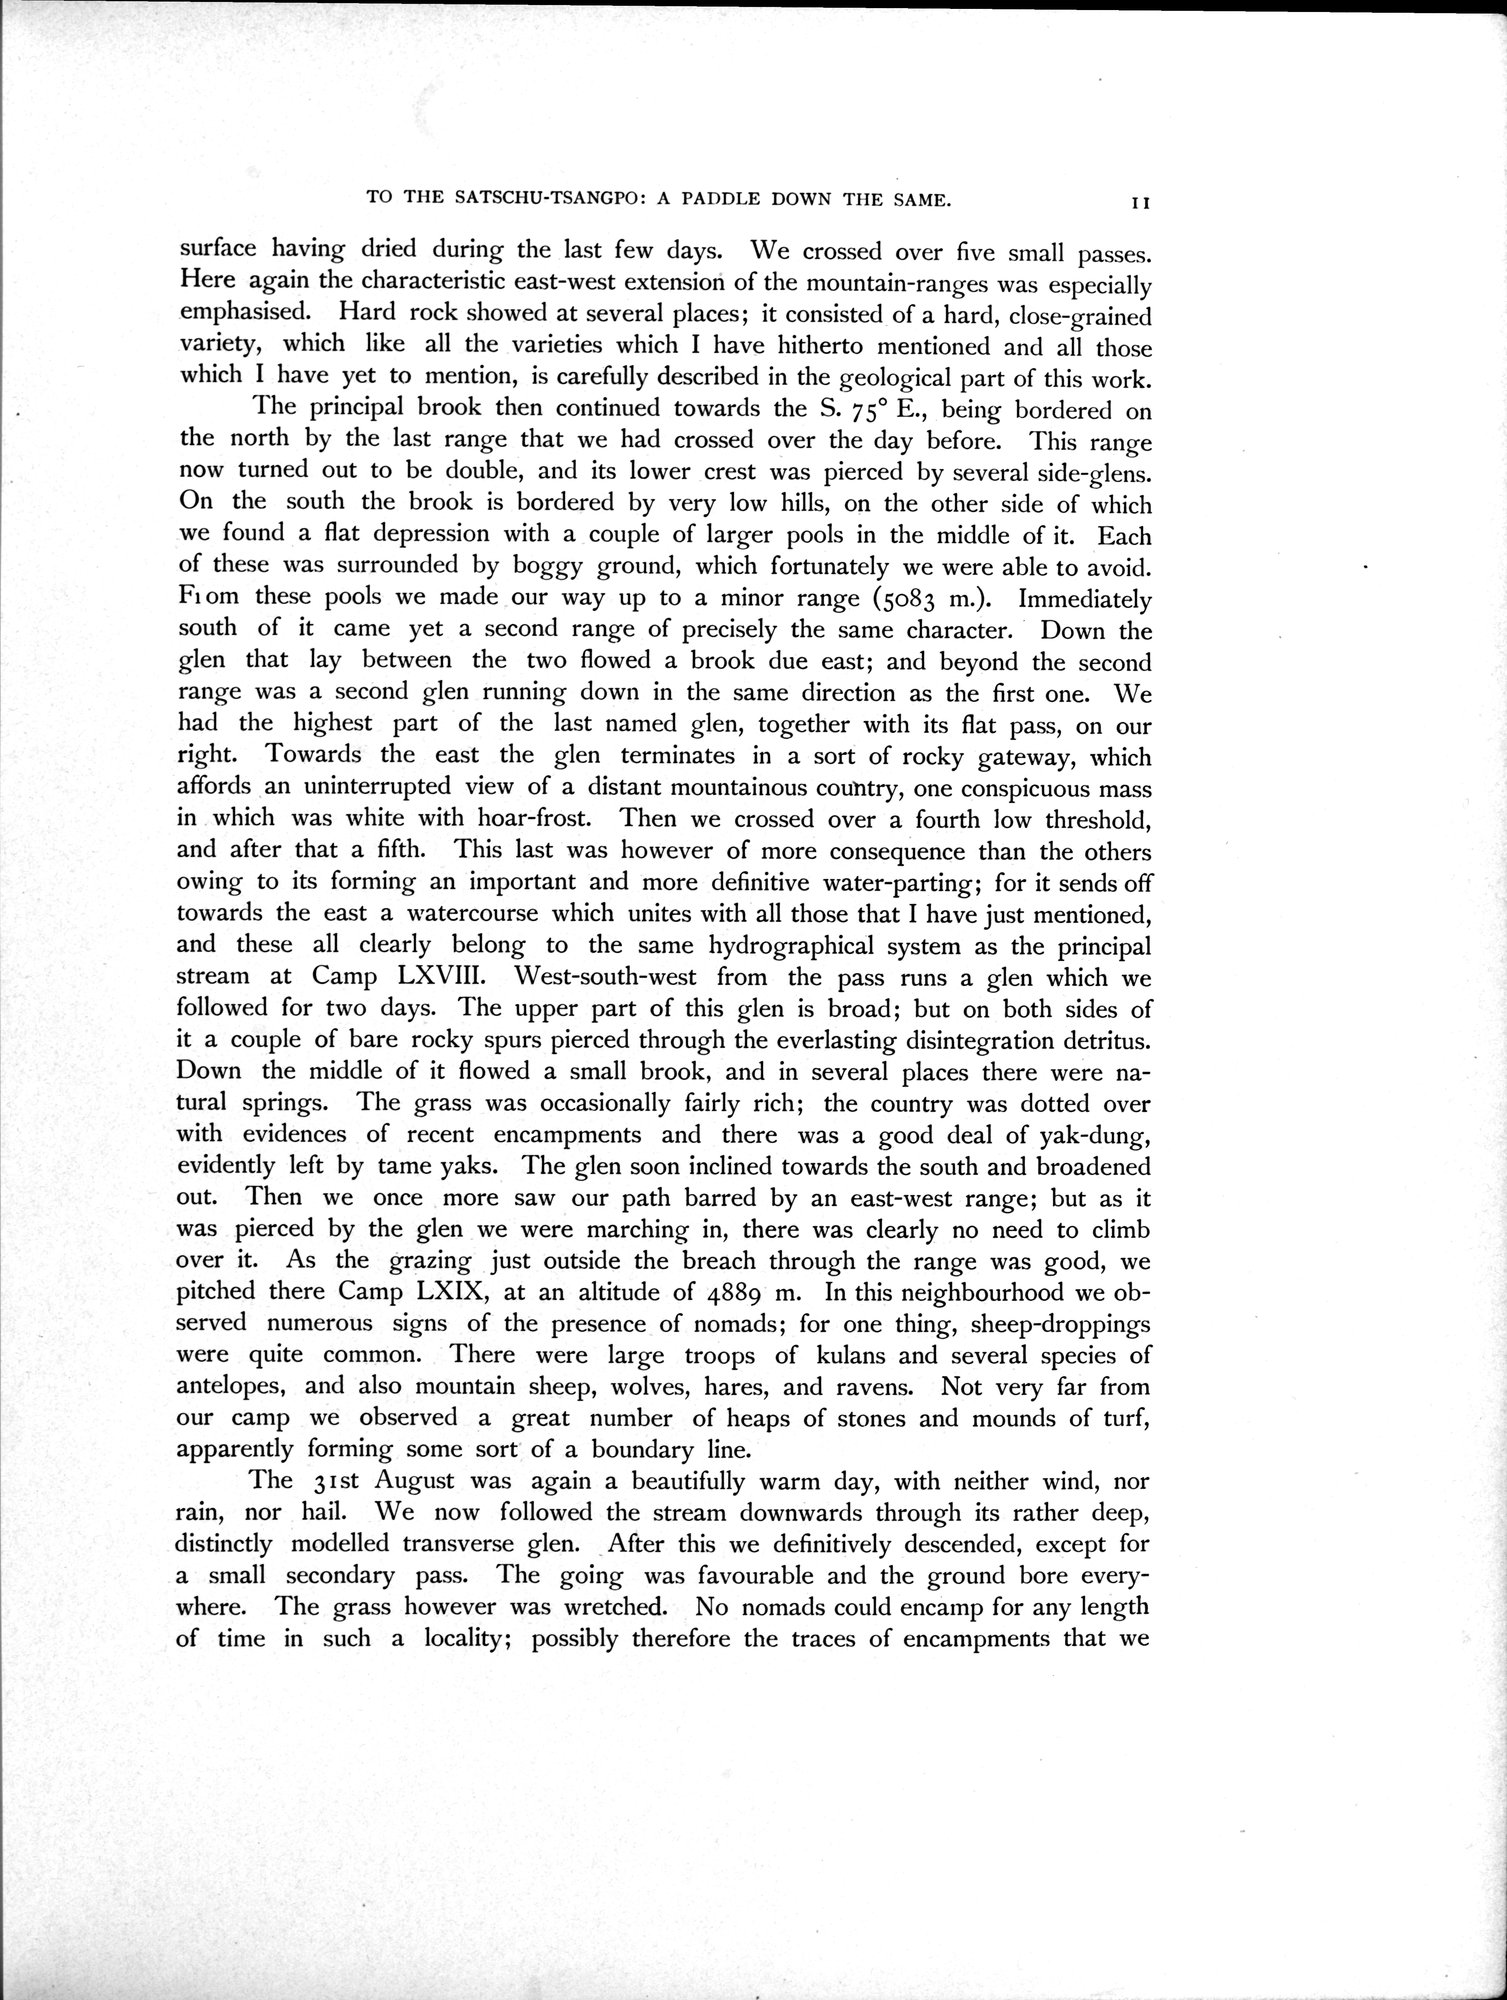 TO THE SATSCHU-TSANGPO: A PADDLE DOWN THE SAME. 11
surface having dried during the last few days. We crossed over five small passes.
Here again the characteristic east-west extension of the mountain-ranges was especially
emphasised. Hard rock showed at several places; it consisted of a hard, close-grained
variety, which like all the varieties which I have hitherto mentioned and all those
which I have yet to mention, is carefully described in the geological part of this work.
The principal brook then continued towards the S. 75° E., being bordered on
the north by the last range that we had crossed over the day before. This range
now turned out to be double, and its lower crest was pierced by several side-glens.
On the south the brook is bordered by very low hills, on the other side of which
we found a flat depression with a couple of larger pools in the middle of it. Each
of these was surrounded by boggy ground, which fortunately we were able to avoid.
From these pools we made our way up to a minor range (5083 m.). Immediately
south of it came yet a second range of precisely the same character. Down the
glen that lay between the two flowed a brook due east; and beyond the second
range was a second glen running down in the same direction as the first one. We
had the highest part of the last named glen, together with its flat pass, on our
right. Towards the east the glen terminates in a sort of rocky gateway, which
affords an uninterrupted view of a distant mountainous country, one conspicuous mass
in which was white with hoar-frost. Then we crossed over a fourth low threshold,
and after that a fifth. This last was however of more consequence than the others
owing to its forming an important and more definitive water-parting; for it sends off
towards the east a watercourse which unites with all those that I have just mentioned,
and these all clearly belong to the same hydrographical system as the principal
stream at Camp LXVIII. West-south-west from the pass runs a glen which we
followed for two days. The upper part of this glen is broad; but on both sides of
it a couple of bare rocky spurs pierced through the everlasting disintegration detritus.
Down the middle of it flowed a small brook, and in several places there were na-
tural springs. The grass was occasionally fairly rich; the country was dotted over
with evidences of recent encampments and there was a good deal of yak-dung,
evidently left by tame yaks. The glen soon inclined towards the south and broadened
out. Then we once more saw our path barred by an east-west range; but as it
was pierced by the glen we were marching in, there was clearly no need to climb
over it. As the grazing just outside the breach through the range was good, we
pitched there Camp LXIX, at an altitude of 4889 m. In this neighbourhood we ob-
served numerous signs of the presence of nomads; for one thing, sheep-droppings
were quite common. There were large troops of kulans and several species of
antelopes, and also mountain sheep, wolves, hares, and ravens. Not very far from
our camp we observed a great number of heaps of stones and mounds of turf,
apparently forming some sort of a boundary line.
The 31st August was again a beautifully warm day, with neither wind, nor
rain, nor hail. We now followed the stream downwards through its rather deep,
distinctly modelled transverse glen. After this we definitively descended, except for
a small secondary pass. The going was favourable and the ground bore every-
where. The grass however was wretched. No nomads could encamp for any length
of time in such a locality; possibly therefore the traces of encampments that we